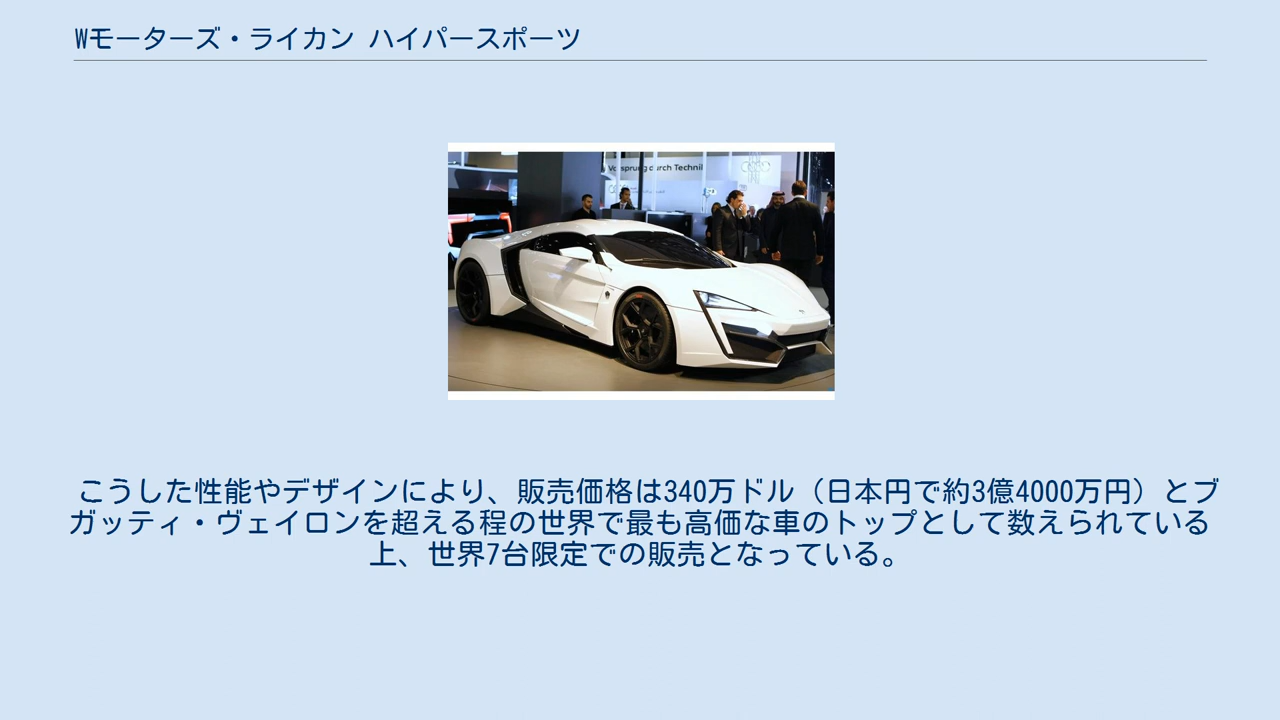 Wモーターズ・ライカン ハイパースポーツ
Vorsprung durch Technik
こうした性能やデザインにより、販売価格は340万ドル（日本円で約3億4000万円）とブ
ガッティ・ヴェイロンを超える程の世界で最も高価な車のトップとして数えられている
上、世界7台限定での販売となっている。